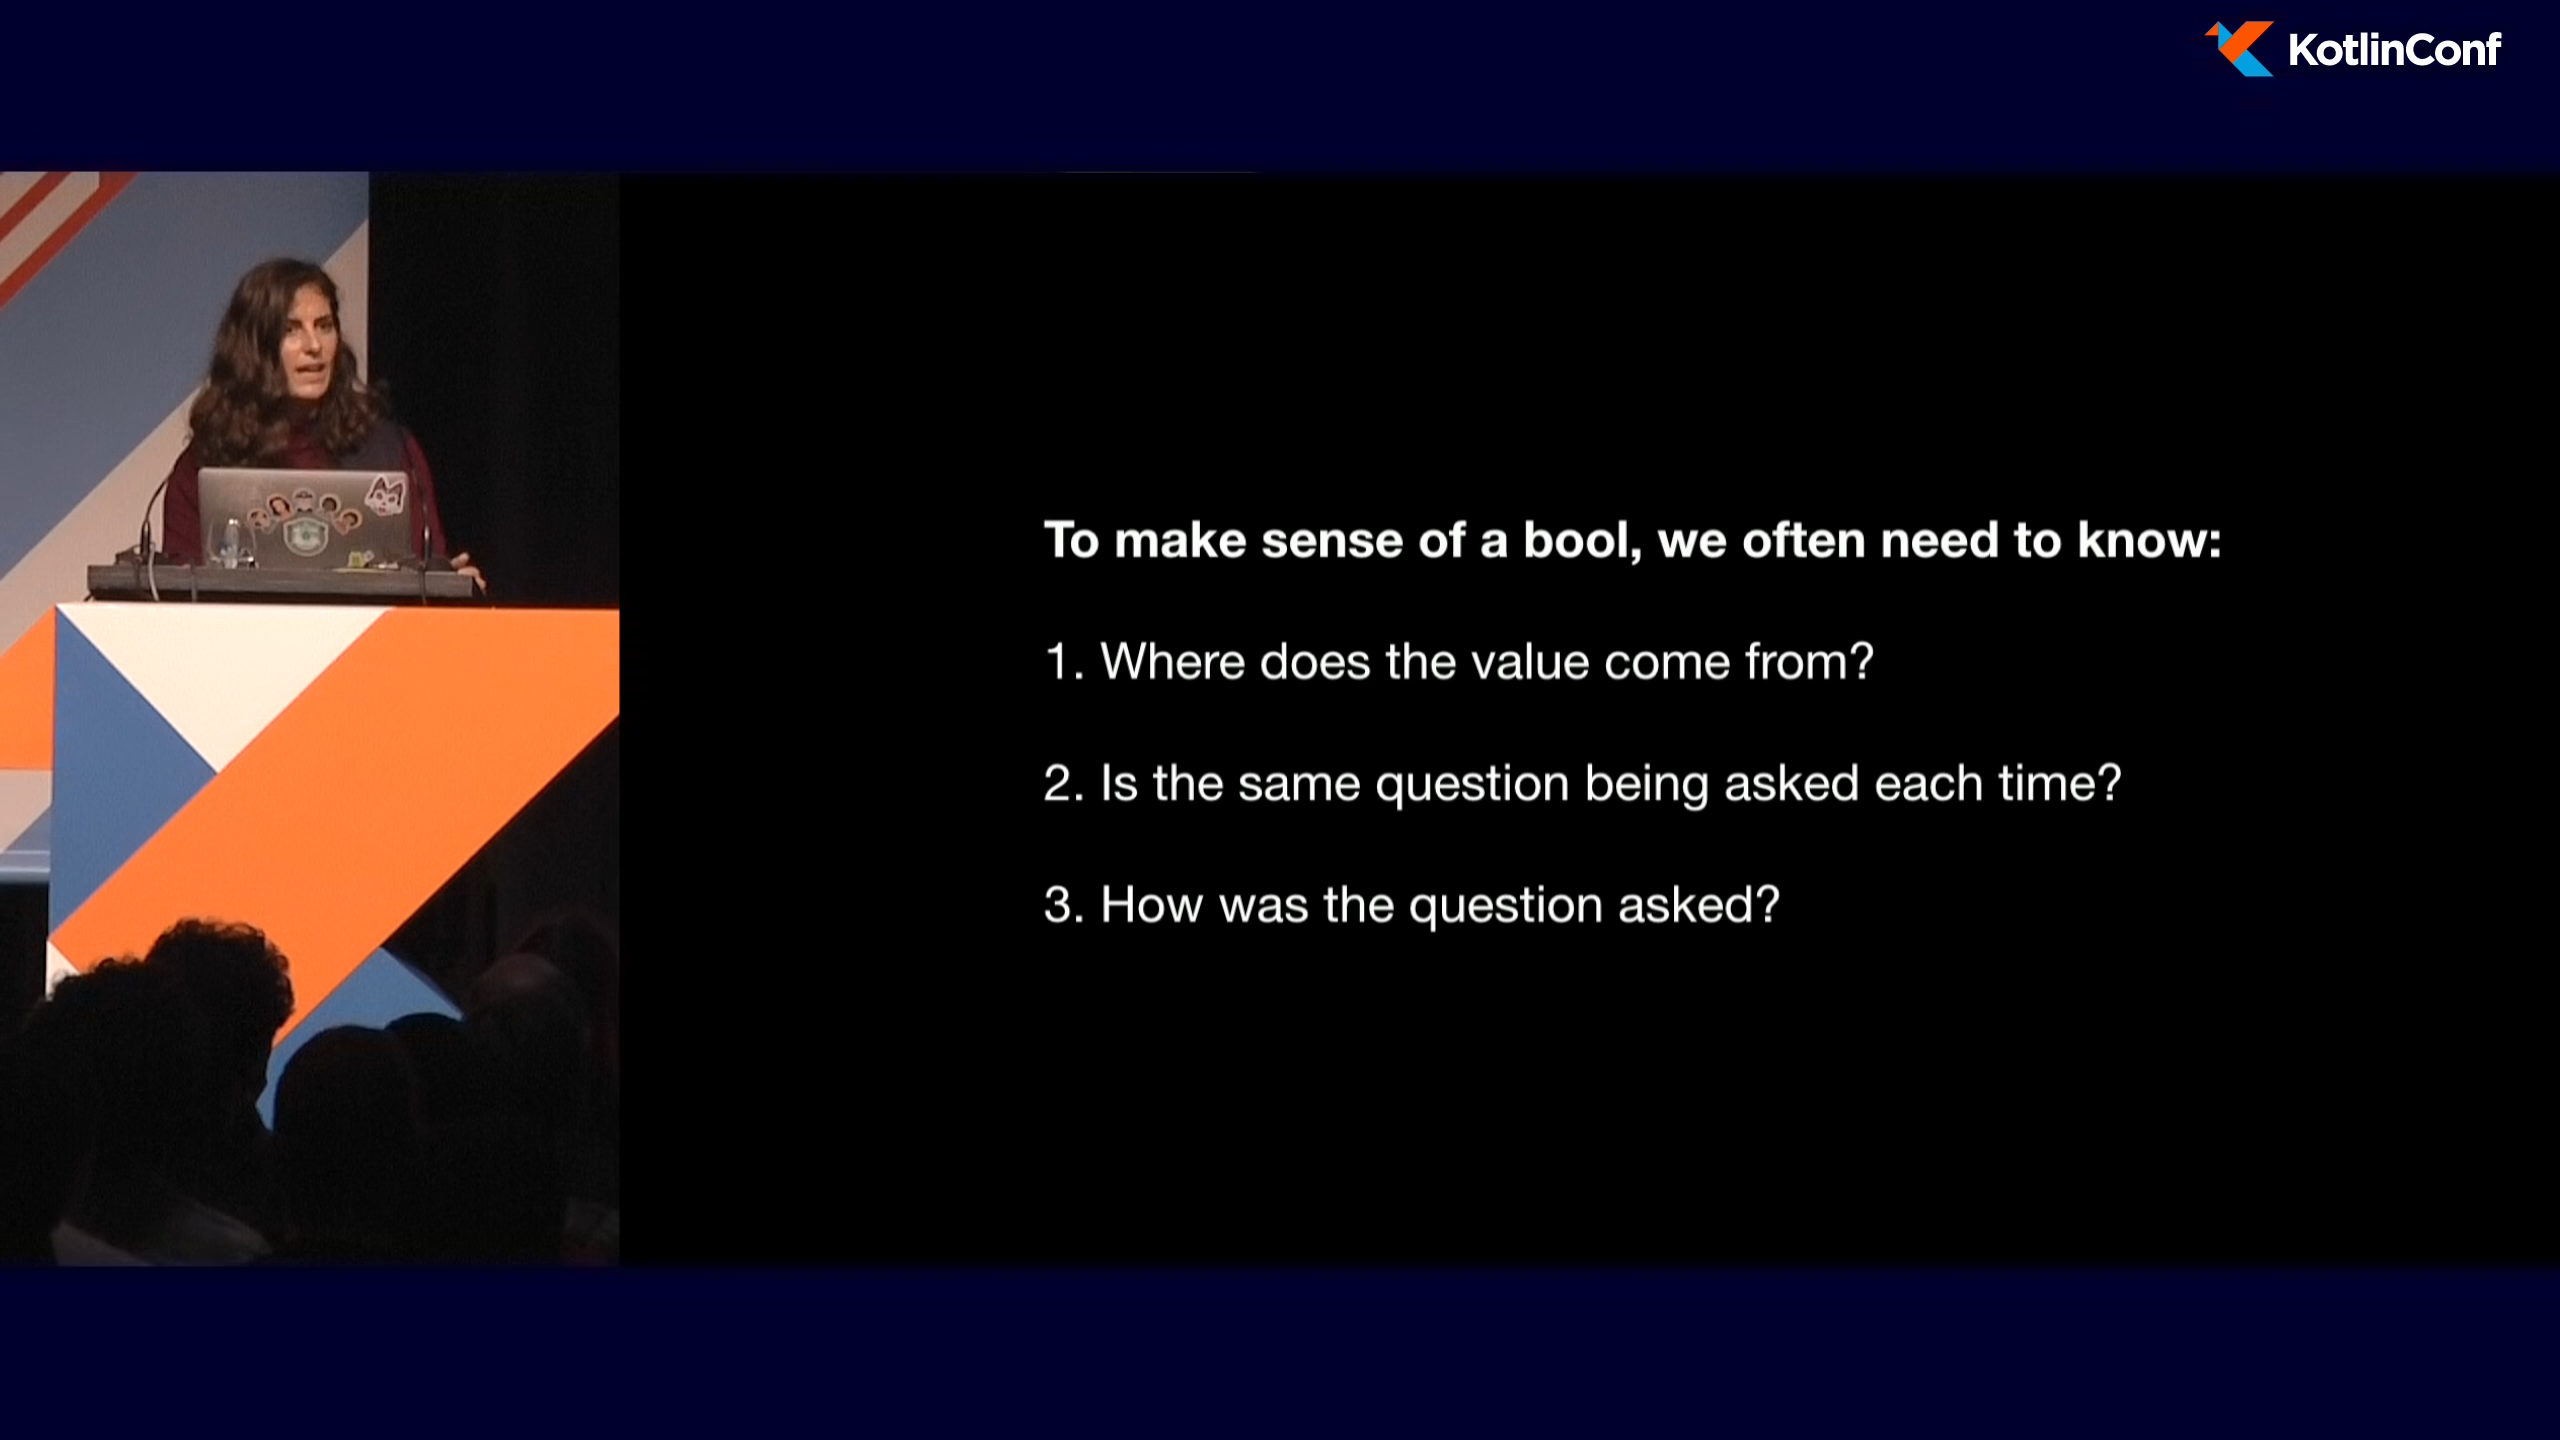 KotlinConf
To make sense of a bool, we often need to know:
1. Where does the value come from?
2. Is the same question being asked each time?
3. How was the question asked?